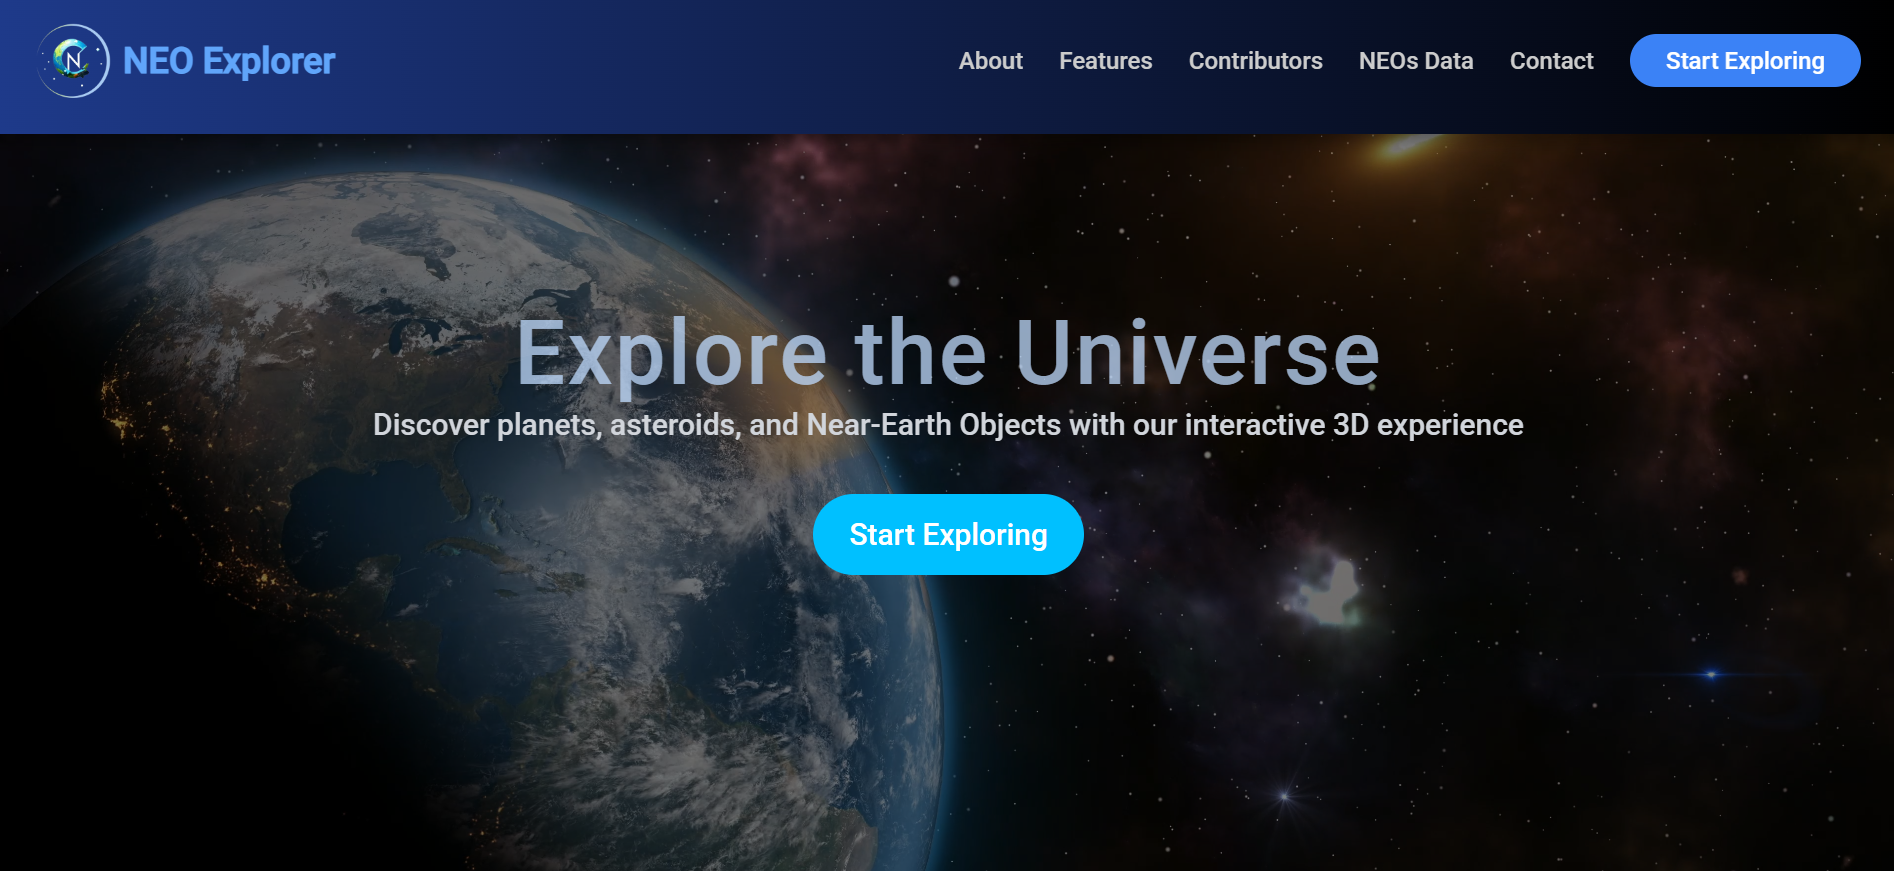 N
NEO Explorer
About
Features
Contributors
NEOs Data
Contact
Start Exploring
Explore the Universe
Discover planets, asteroids, and Near-Earth Objects with our interactive 3D experience
Start Exploring